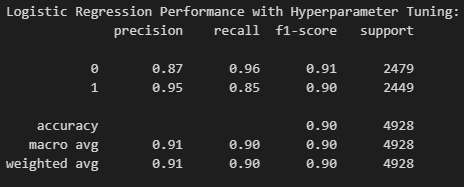 Logistic Regression Performance with Hyperparameter Tuning:
precision recall f1-score support
0 0.87 0.96 0.91 2479
1 0.95 0.85 0.90 2449
accuracy 0.90 4928
macro avg 0.91 0.90 0.90 4928
weighted avg 0.91 0.90 0.90 4928